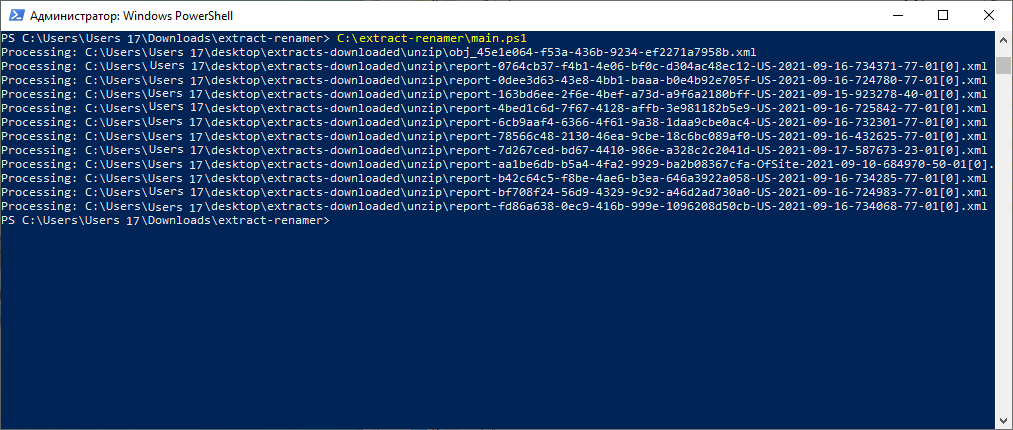 Администратор: Windows PowerShell
PS C:\Users\Users 17\Downloads\extract-renamer> C:\extract-renamer\main.ps1
Processing: C:\Users\Users 17\desktop\extracts-downloaded\unzip\obj_45e1e064-f53a-436b-9234-ef2271a7958b.xml
Processing: C:\Users\Users 17\desktop\extracts-downloaded\unzip\report-0764cb37-f4b1-4e06-bf0c-d304ac48ec12-US-2021-09-16-734371-77-01[0].xml
Processing: C:\Users\Users 17\desktop\extracts-downloaded\unzip\report-0dee3d63-43e8-4bb1-baaa-b0e4b92e705f-US-2021-09-16-724780-77-01[0].xml
Processing: C:\Users\Users 17\desktop\extracts-downloaded\unzip\report-163bd6ee-2f6e-4bef-a73d-a9f6a2180bff-US-2021-09-15-923278-40-01[0].xml
Processing: C:\Users\Users 17\desktop\extracts-downloaded\unzip\report-4bed1c6d-7f67-4128-affb-3e981182b5e9-US-2021-09-16-725842-77-01[0].xml
Processing: C:\Users\Users 17\desktop\extracts-downloaded\unzip\report-6cb9aaf4-6366-4f61-9a38-1daa9cbe0ac4-US-2021-09-16-732301-77-01[0].xml
Processing: C:\Users\Users 17\desktop\extracts-downloaded\unzip\report-78566c48-2130-46ea-9cbe-18c6bc089af0-US-2021-09-16-432625-77-01[0].xml
Processing: C:\Users\Users 17\desktop\extracts-downloaded\unzip\report-7d267ced-bd67-4410-986e-a328c2c2041d-US-2021-09-17-587673-23-01[0].xml
Processing: C:\Users\Users 17\desktop\extracts-downloaded\unzip\report-aa1be6db-b5a4-4fa2-9929-ba2b08367cfa-OfSite-2021-09-10-684970-50-01[0].
Processing: C:\Users\Users 17\desktop\extracts-downloaded\unzip\report-b42c64c5-f8be-4ae6-b3ea-646a3922a058-US-2021-09-16-734285-77-01[0].xml
Processing: C:\Users\Users 17\desktop\extracts-downloaded\unzip\report-bf708f24-56d9-4329-9c92-a46d2ad730a0-US-2021-09-16-724983-77-01[0].xml
Processing: C:\Users\Users 17\desktop\extracts-downloaded\unzip\report-fd86a638-0ec9-416b-999e-1096208d50cb-US-2021-09-16-734068-77-01[0].xml
PS C:\Users\Users 17\Downloads\extract-renamer>